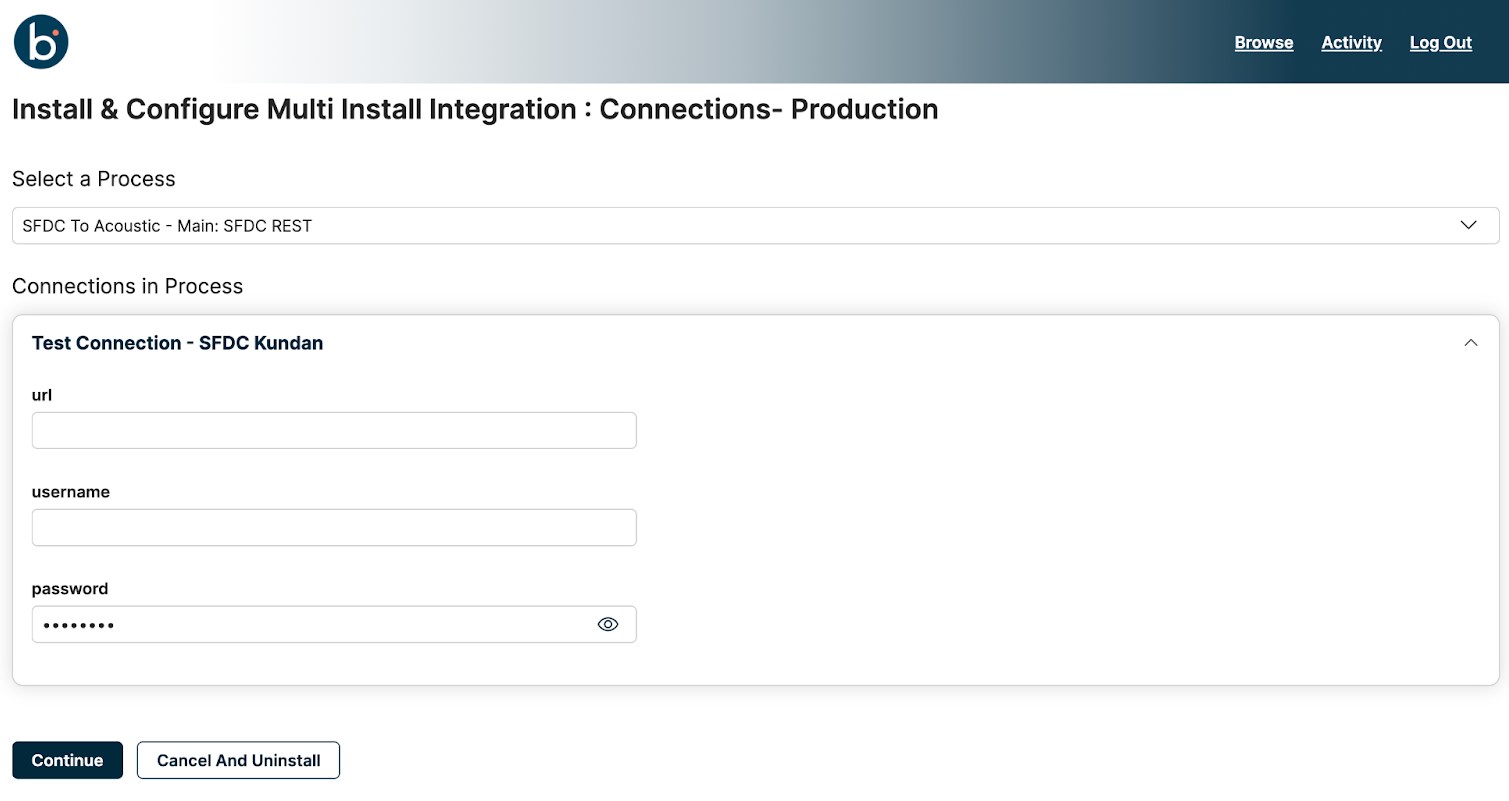 b
Browse Activity Log Out
Install & Configure Multi Install Integration : Connections- Production
Select a Process
SFDC To Acoustic - Main: SFDC REST
Connections in Process
Test Connection - SFDC Kundan
url
username
password
••••••••
Continue Cancel And Uninstall